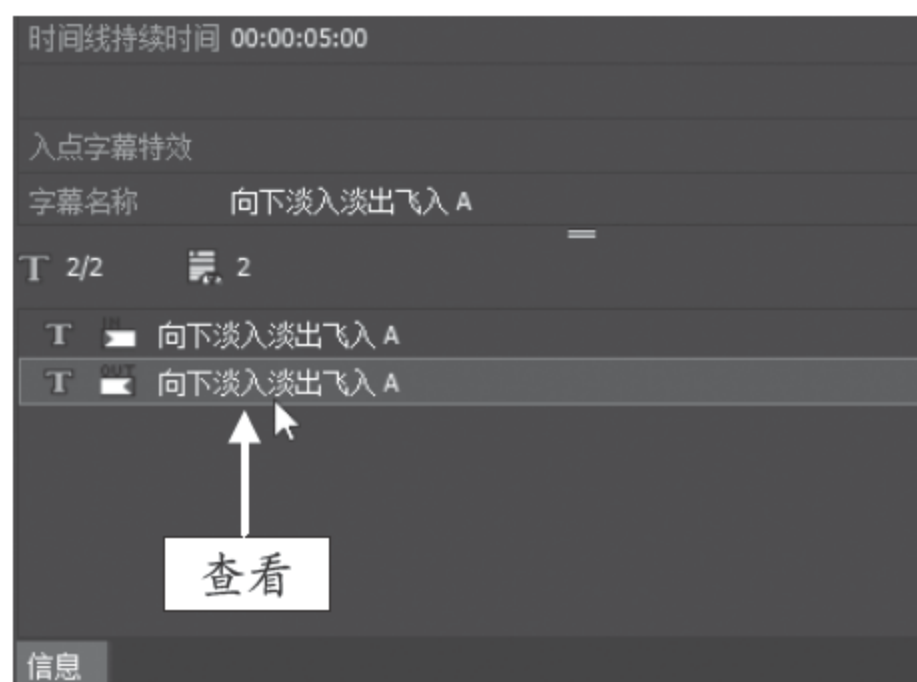 时间线持续时间 00:00:05:00
入点字幕特效
字幕名称 向下淡入淡出飞入 A
T 2/2 2
T IN 向下淡入淡出飞入 A
T OUT 向下淡入淡出飞入 A
查看
信息